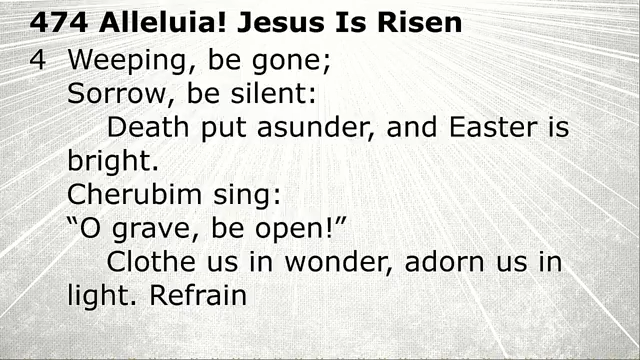 474 Alleluia! Jesus Is Risen
4 Weeping, be gone;
Sorrow, be silent:
Death put asunder, and Easter is
bright.
Cherubim sing:
“O grave, be open!”
Clothe us in wonder, adorn us in
light. Refrain